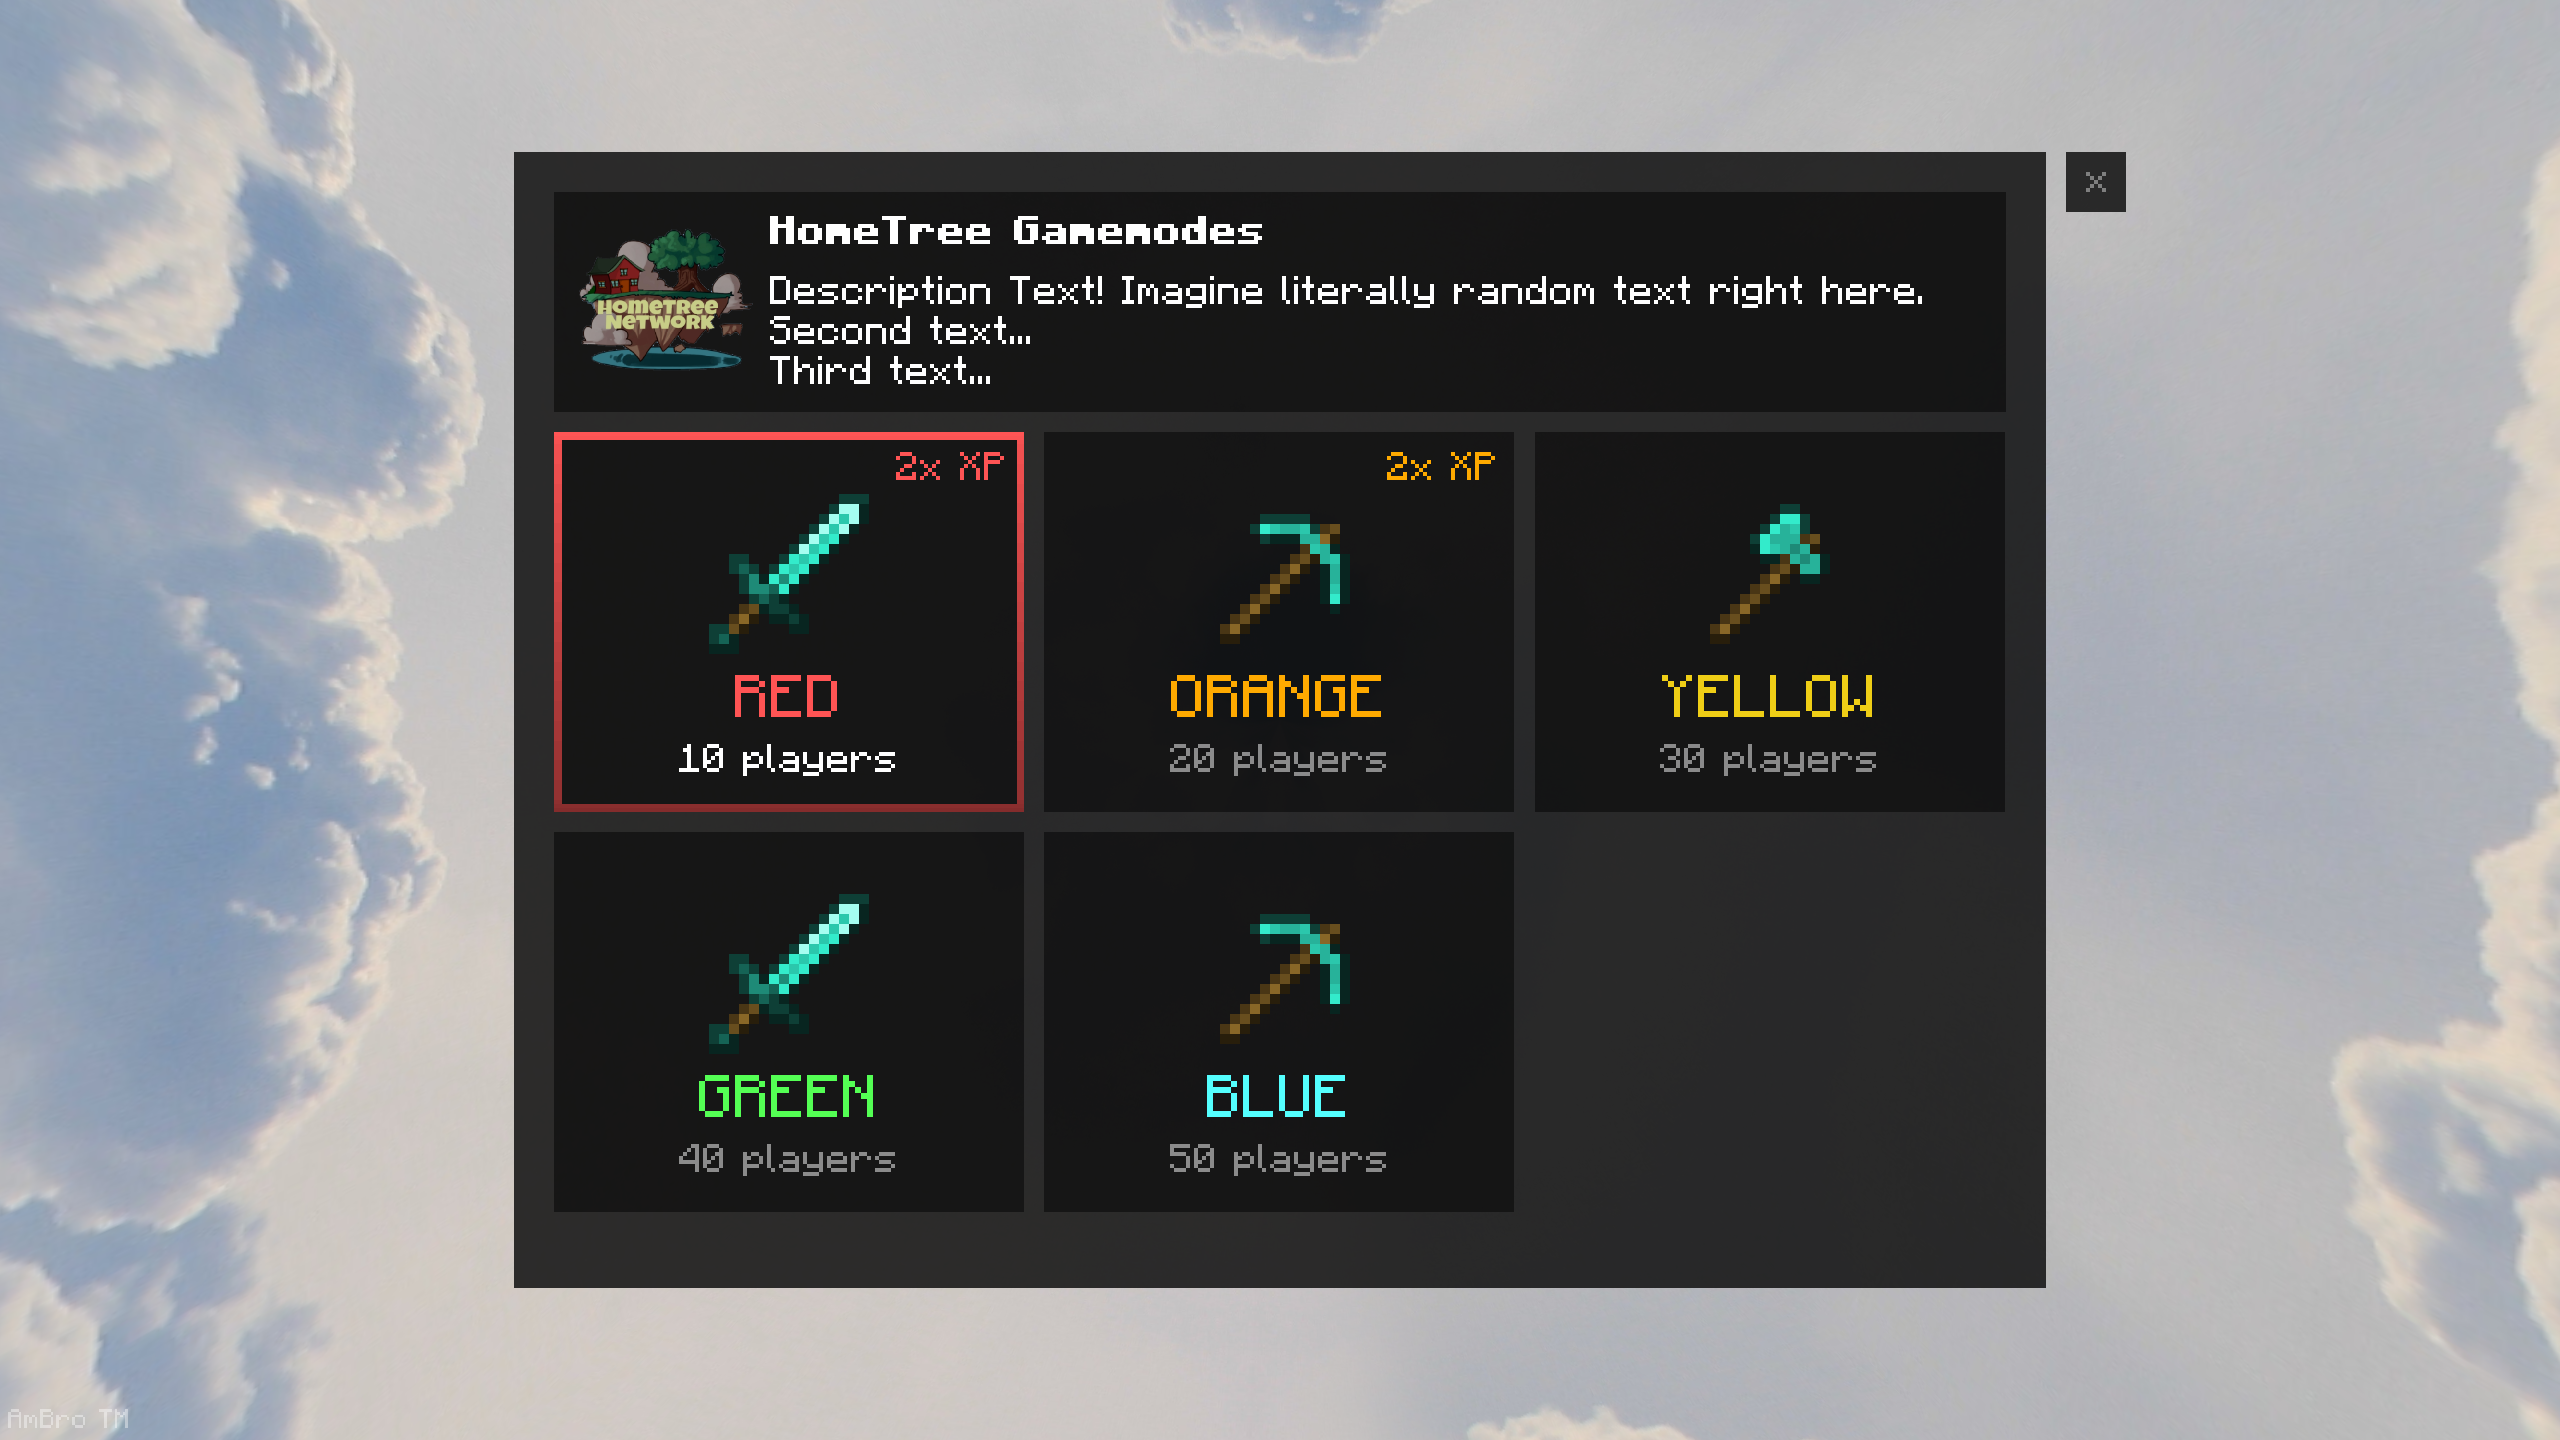 HomeTree Gamemodes
HOMETREE
NETWORK
Description Text! Imagine literally random text right here.
Second text...
Third text...
x
2x XP
RED
10 players
2x XP
ORANGE
20 players
YELLOW
30 players
GREEN
40 players
BLUE
50 players
AmBro TM